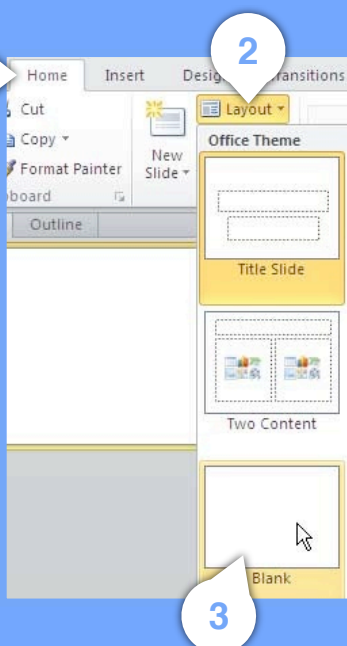 2
Home Insert Desig ransitions
Cut
Copy
Format Painter
board
New
Slide
Layout
Office Theme
Title Slide
Outline
Two Content
Blank
3